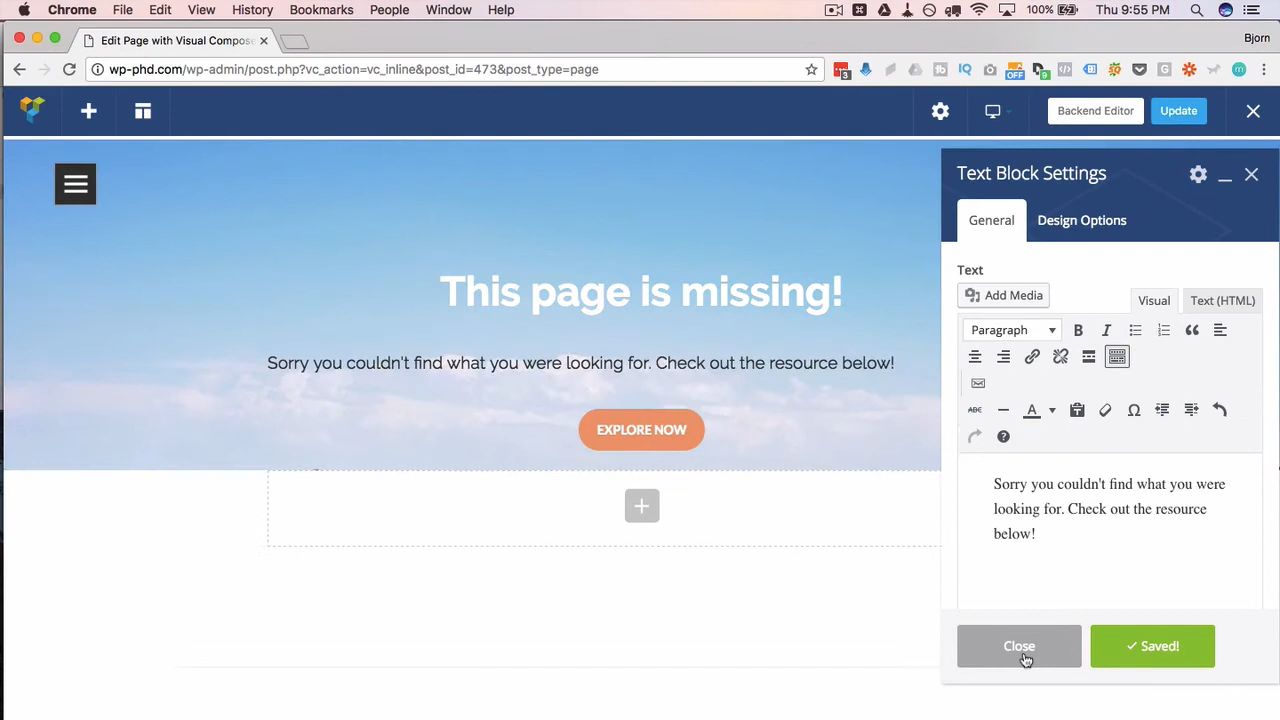 Chrome File Edit View History Bookmarks People Window Help 100% Thu 9:55 PM
Edit Page with Visual Compose
Bjorn
wp-phd.com/wp-admin/post.php?vc_action=vc_inline&post_id=473&post_type=page
3 OFF 9
Backend Editor Update
Text Block Settings
General Design Options
Text
Add Media
Visual Text (HTML)
Paragraph B I
ABC A
This page is missing!
Sorry you couldn't find what you were looking for. Check out the resource below!
EXPLORE NOW
Sorry you couldn't find what you were
looking for. Check out the resource
below!
Close Saved!